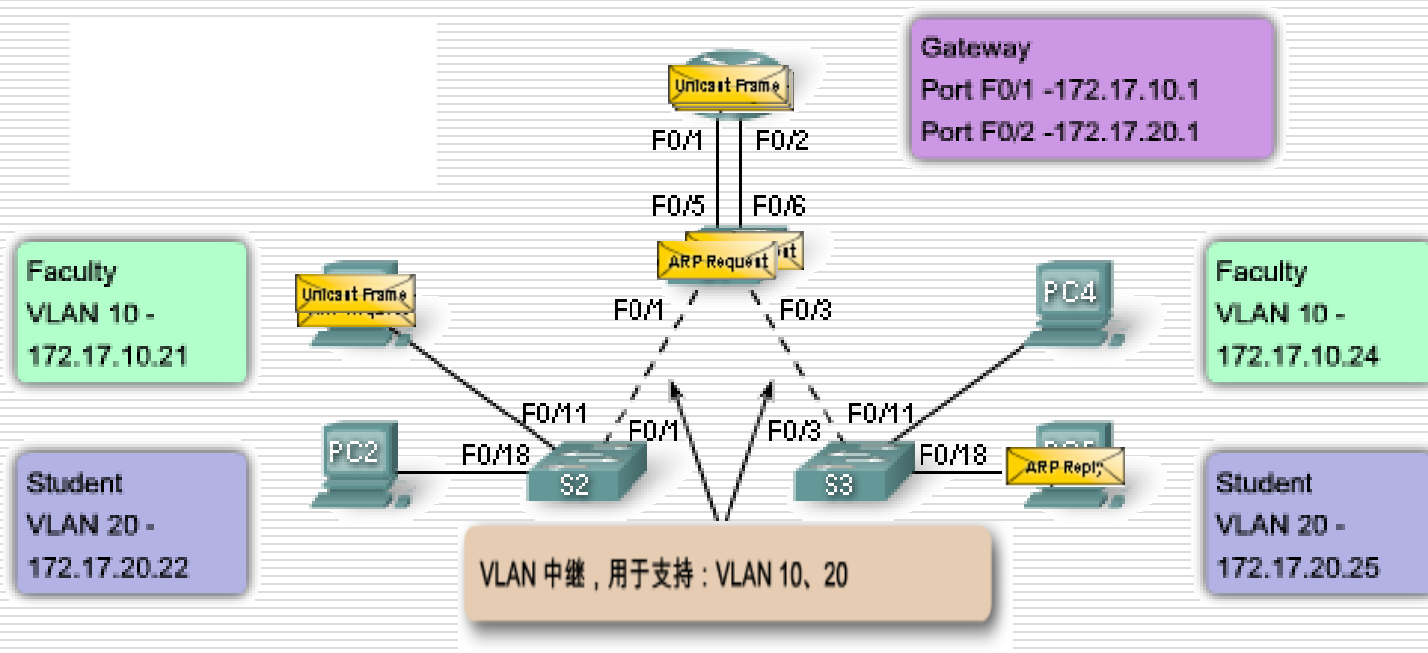 Gateway
Port F0/1 -172.17.10.1
Port F0/2 -172.17.20.1
Unicast Frame
F0/1
F0/2
F0/5
F0/6
ARP Request
Faculty
VLAN 10 -
172.17.10.21
Unicast Frame
F0/1
F0/3
PC4
Faculty
VLAN 10 -
172.17.10.24
F0/11
F0/1
F0/3
F0/11
PC2
F0/18
S2
S3
F0/18
ARP Reply
Student
VLAN 20 -
172.17.20.22
Student
VLAN 20 -
172.17.20.25
VLAN 中继，用于支持：VLAN 10、20